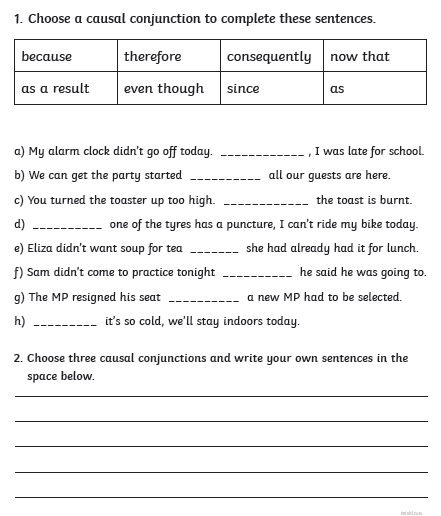 1. Choose a causal conjunction to complete these sentences.
because therefore consequently now that
as a result even though since as
a) My alarm clock didn't go off today. ____________ , I was late for school.
b) We can get the party started __________ all our guests are here.
c) You turned the toaster up too high. ____________ the toast is burnt.
d) __________ one of the tyres has a puncture, I can't ride my bike today.
e) Eliza didn't want soup for tea _______ she had already had it for lunch.
f) Sam didn't come to practice tonight __________ he said he was going to.
g) The MP resigned his seat __________ a new MP had to be selected.
h) _________ it's so cold, we'll stay indoors today.
2. Choose three causal conjunctions and write your own sentences in the
space below.